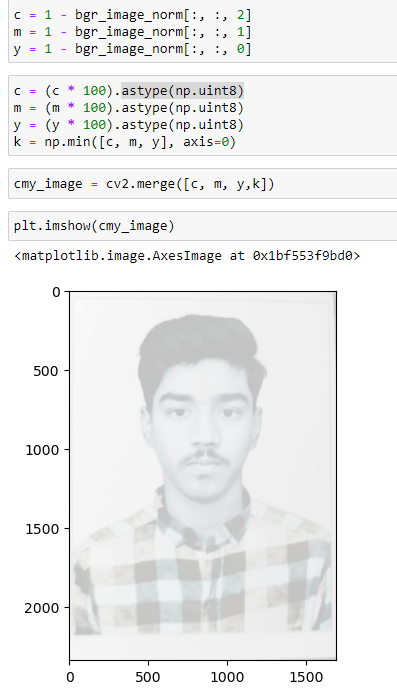 c = 1 - bgr_image_norm[:, :, 2]
m = 1 - bgr_image_norm[:, :, 1]
y = 1 - bgr_image_norm[:, :, 0]
c = (c * 100).astype(np.uint8)
m = (m * 100).astype(np.uint8)
y = (y * 100).astype(np.uint8)
k = np.min([c, m, y], axis=0)
cmy_image = cv2.merge([c, m, y,k])
plt.imshow(cmy_image)
<matplotlib.image.AxesImage at 0x1bf553f9bd0>
0
500
1000
1500
2000
0 500 1000 1500